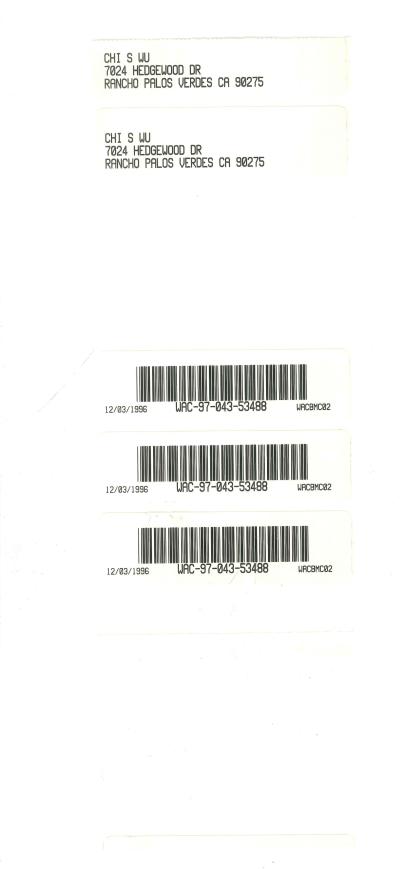 CHI S WU
7024 HEDGEWOOD DR
RANCHO PALOS VERDES CA 90275
CHI S WU
7024 HEDGEWOOD DR
RANCHO PALOS VERDES CA 90275
12/03/1996 WAC-97-043-53488 WACBMC02
12/03/1996 WAC-97-043-53488 WACBMC02
12/03/1996 WAC-97-043-53488 WACBMC02